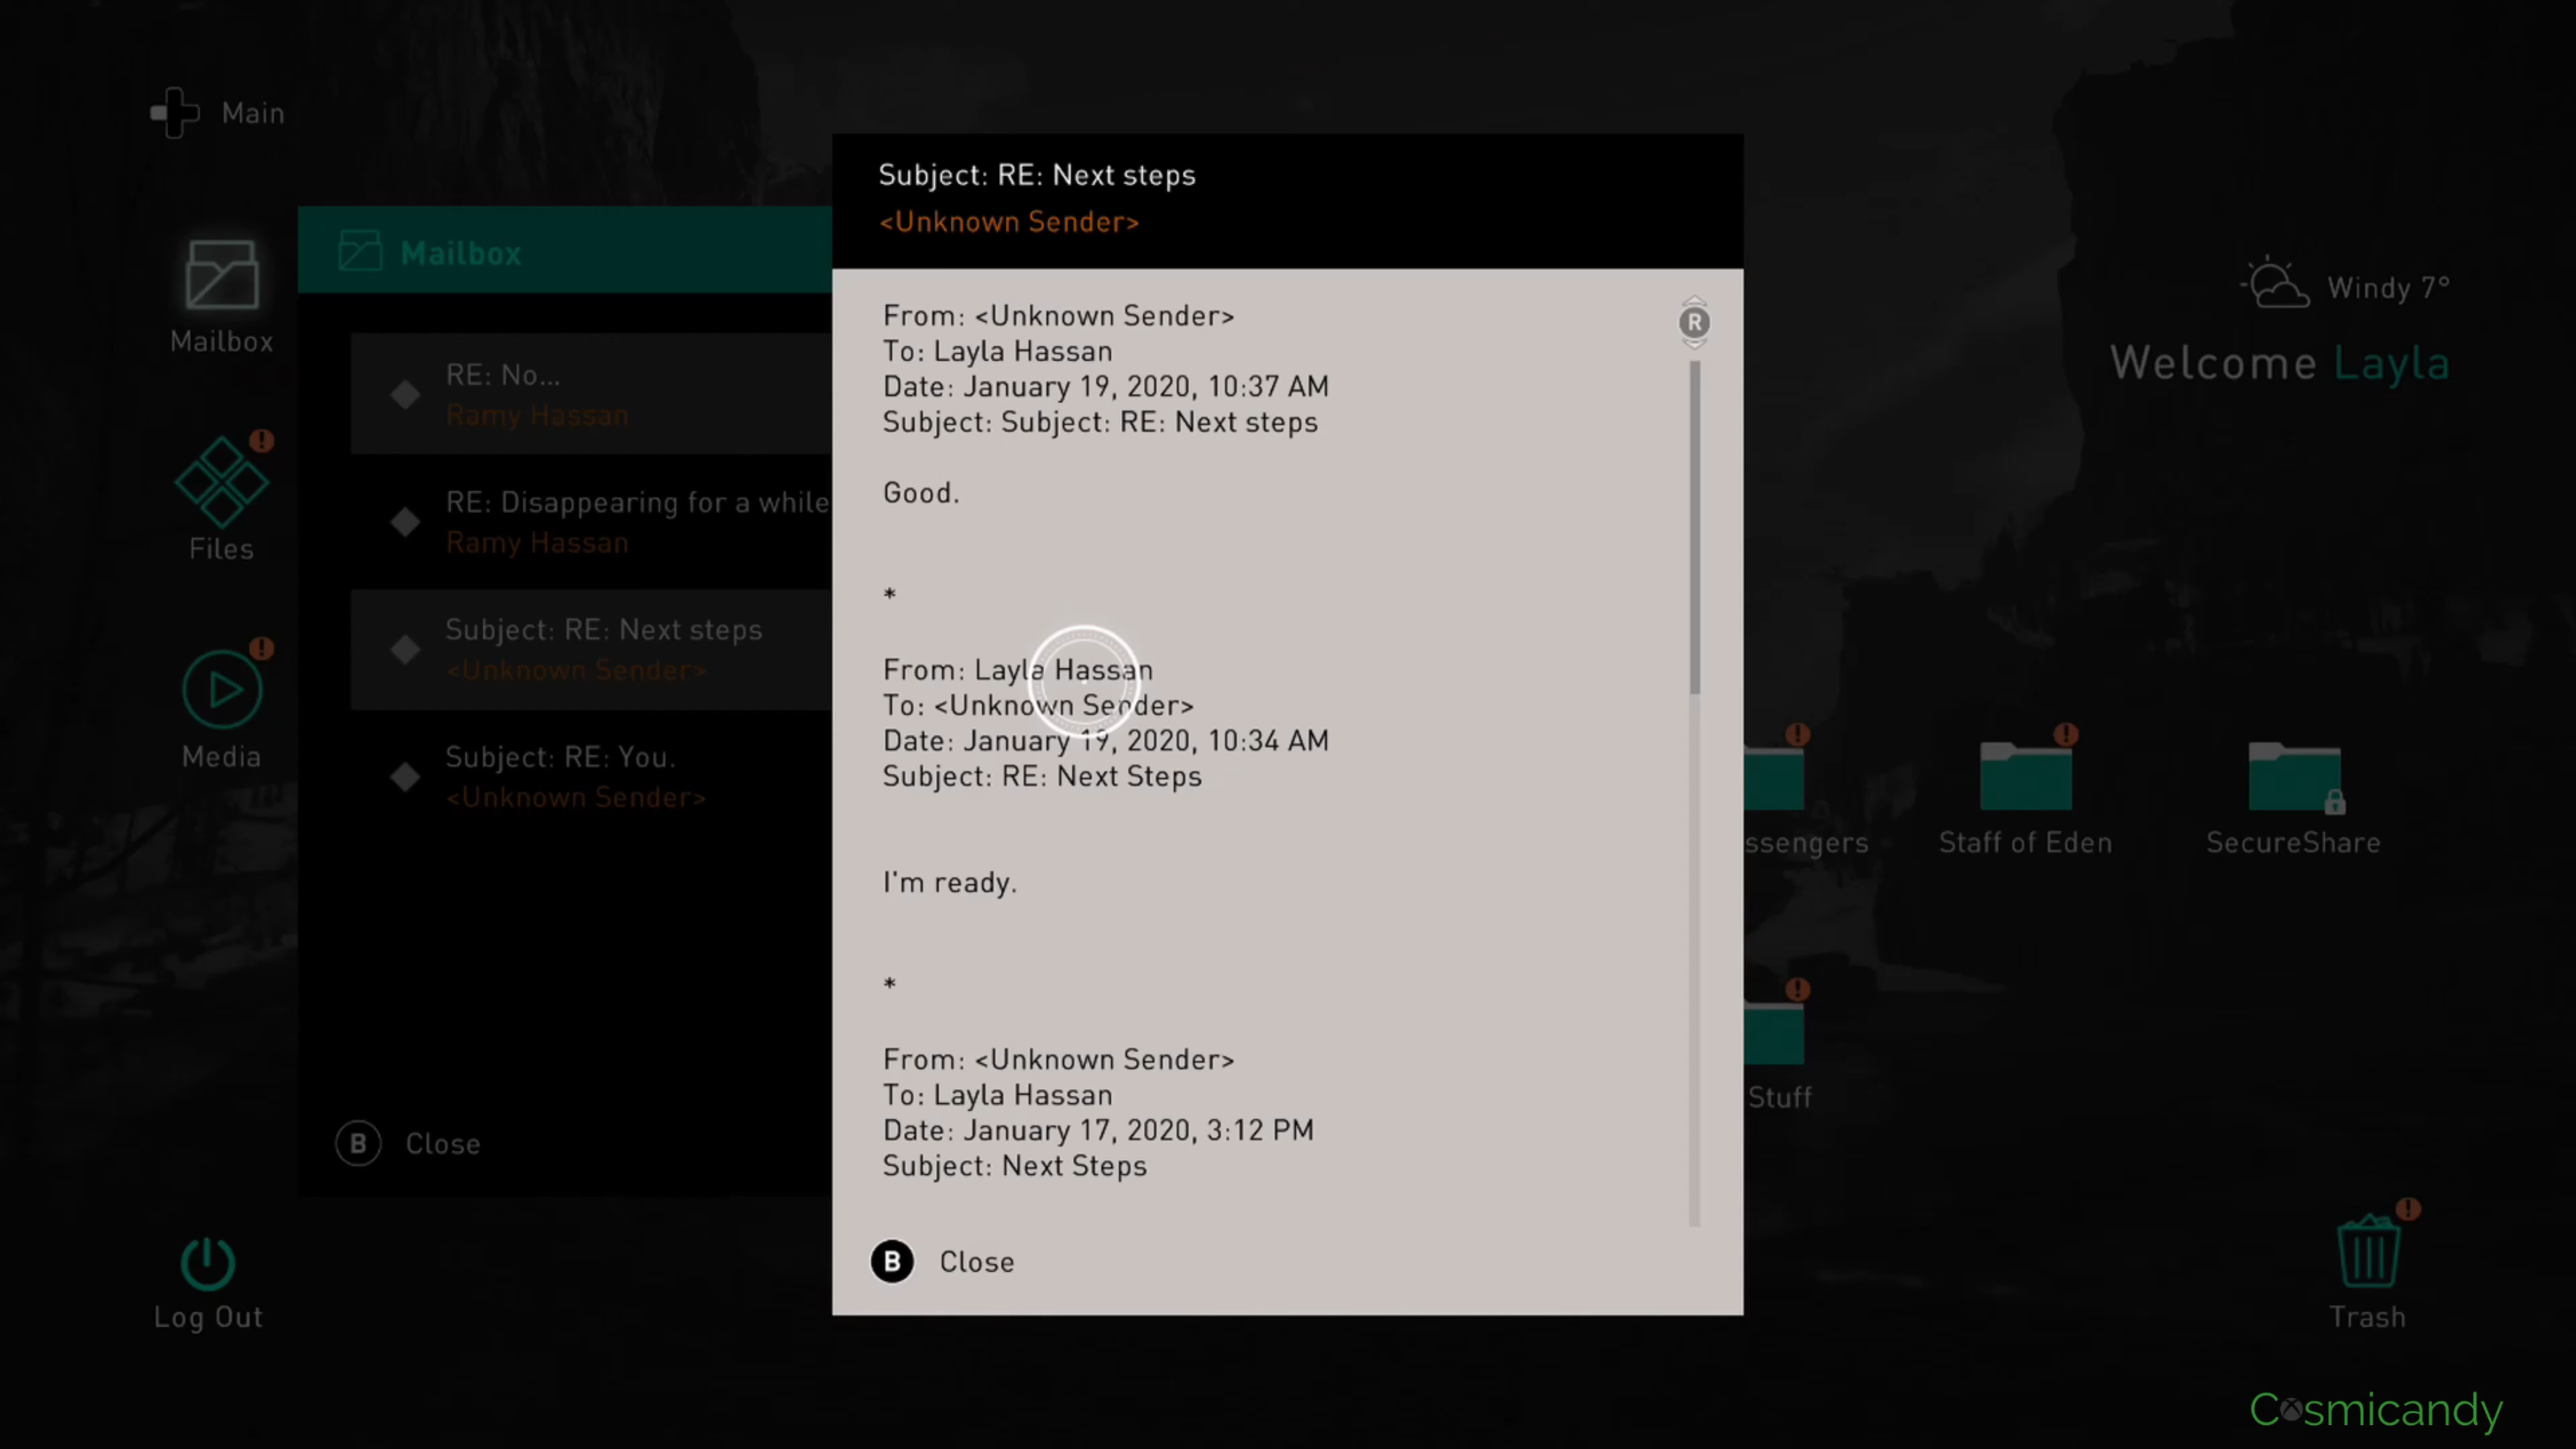 Main
Mailbox
Files
Media
Log Out
Mailbox
RE: No...
Ramy Hassan
RE: Disappearing for a while
Ramy Hassan
Subject: RE: Next steps
<Unknown Sender>
Subject: RE: You.
<Unknown Sender>
B Close
Subject: RE: Next steps
<Unknown Sender>
From: <Unknown Sender>
To: Layla Hassan
Date: January 19, 2020, 10:37 AM
Subject: Subject: RE: Next steps
Good.
*
From: Layla Hassan
To: <Unknown Sender>
Date: January 19, 2020, 10:34 AM
Subject: RE: Next Steps
I'm ready.
*
From: <Unknown Sender>
To: Layla Hassan
Date: January 17, 2020, 3:12 PM
Subject: Next Steps
R
B Close
Windy 7°
Welcome Layla
ssengers
Staff of Eden
SecureShare
Stuff
Trash
Cosmicandy